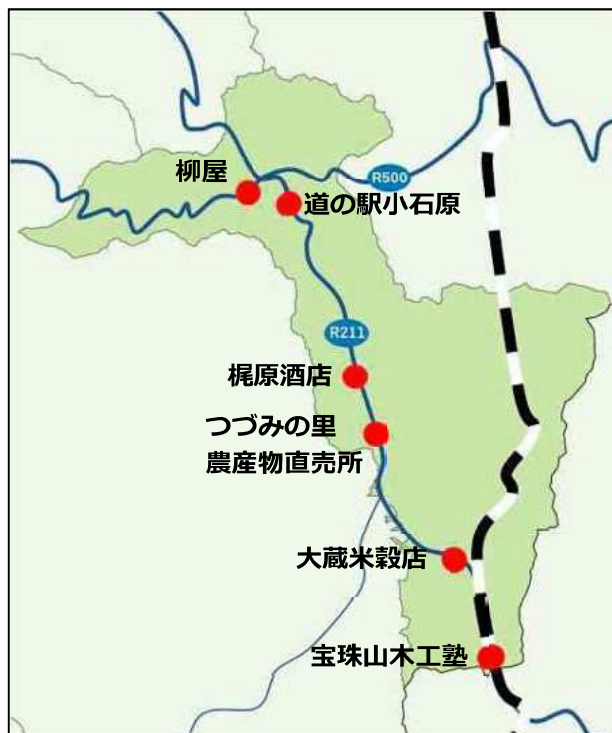 柳屋
R500
道の駅小石原
R211
梶原酒店
つづみの里
農産物直売所
大蔵米穀店
宝珠山木工塾